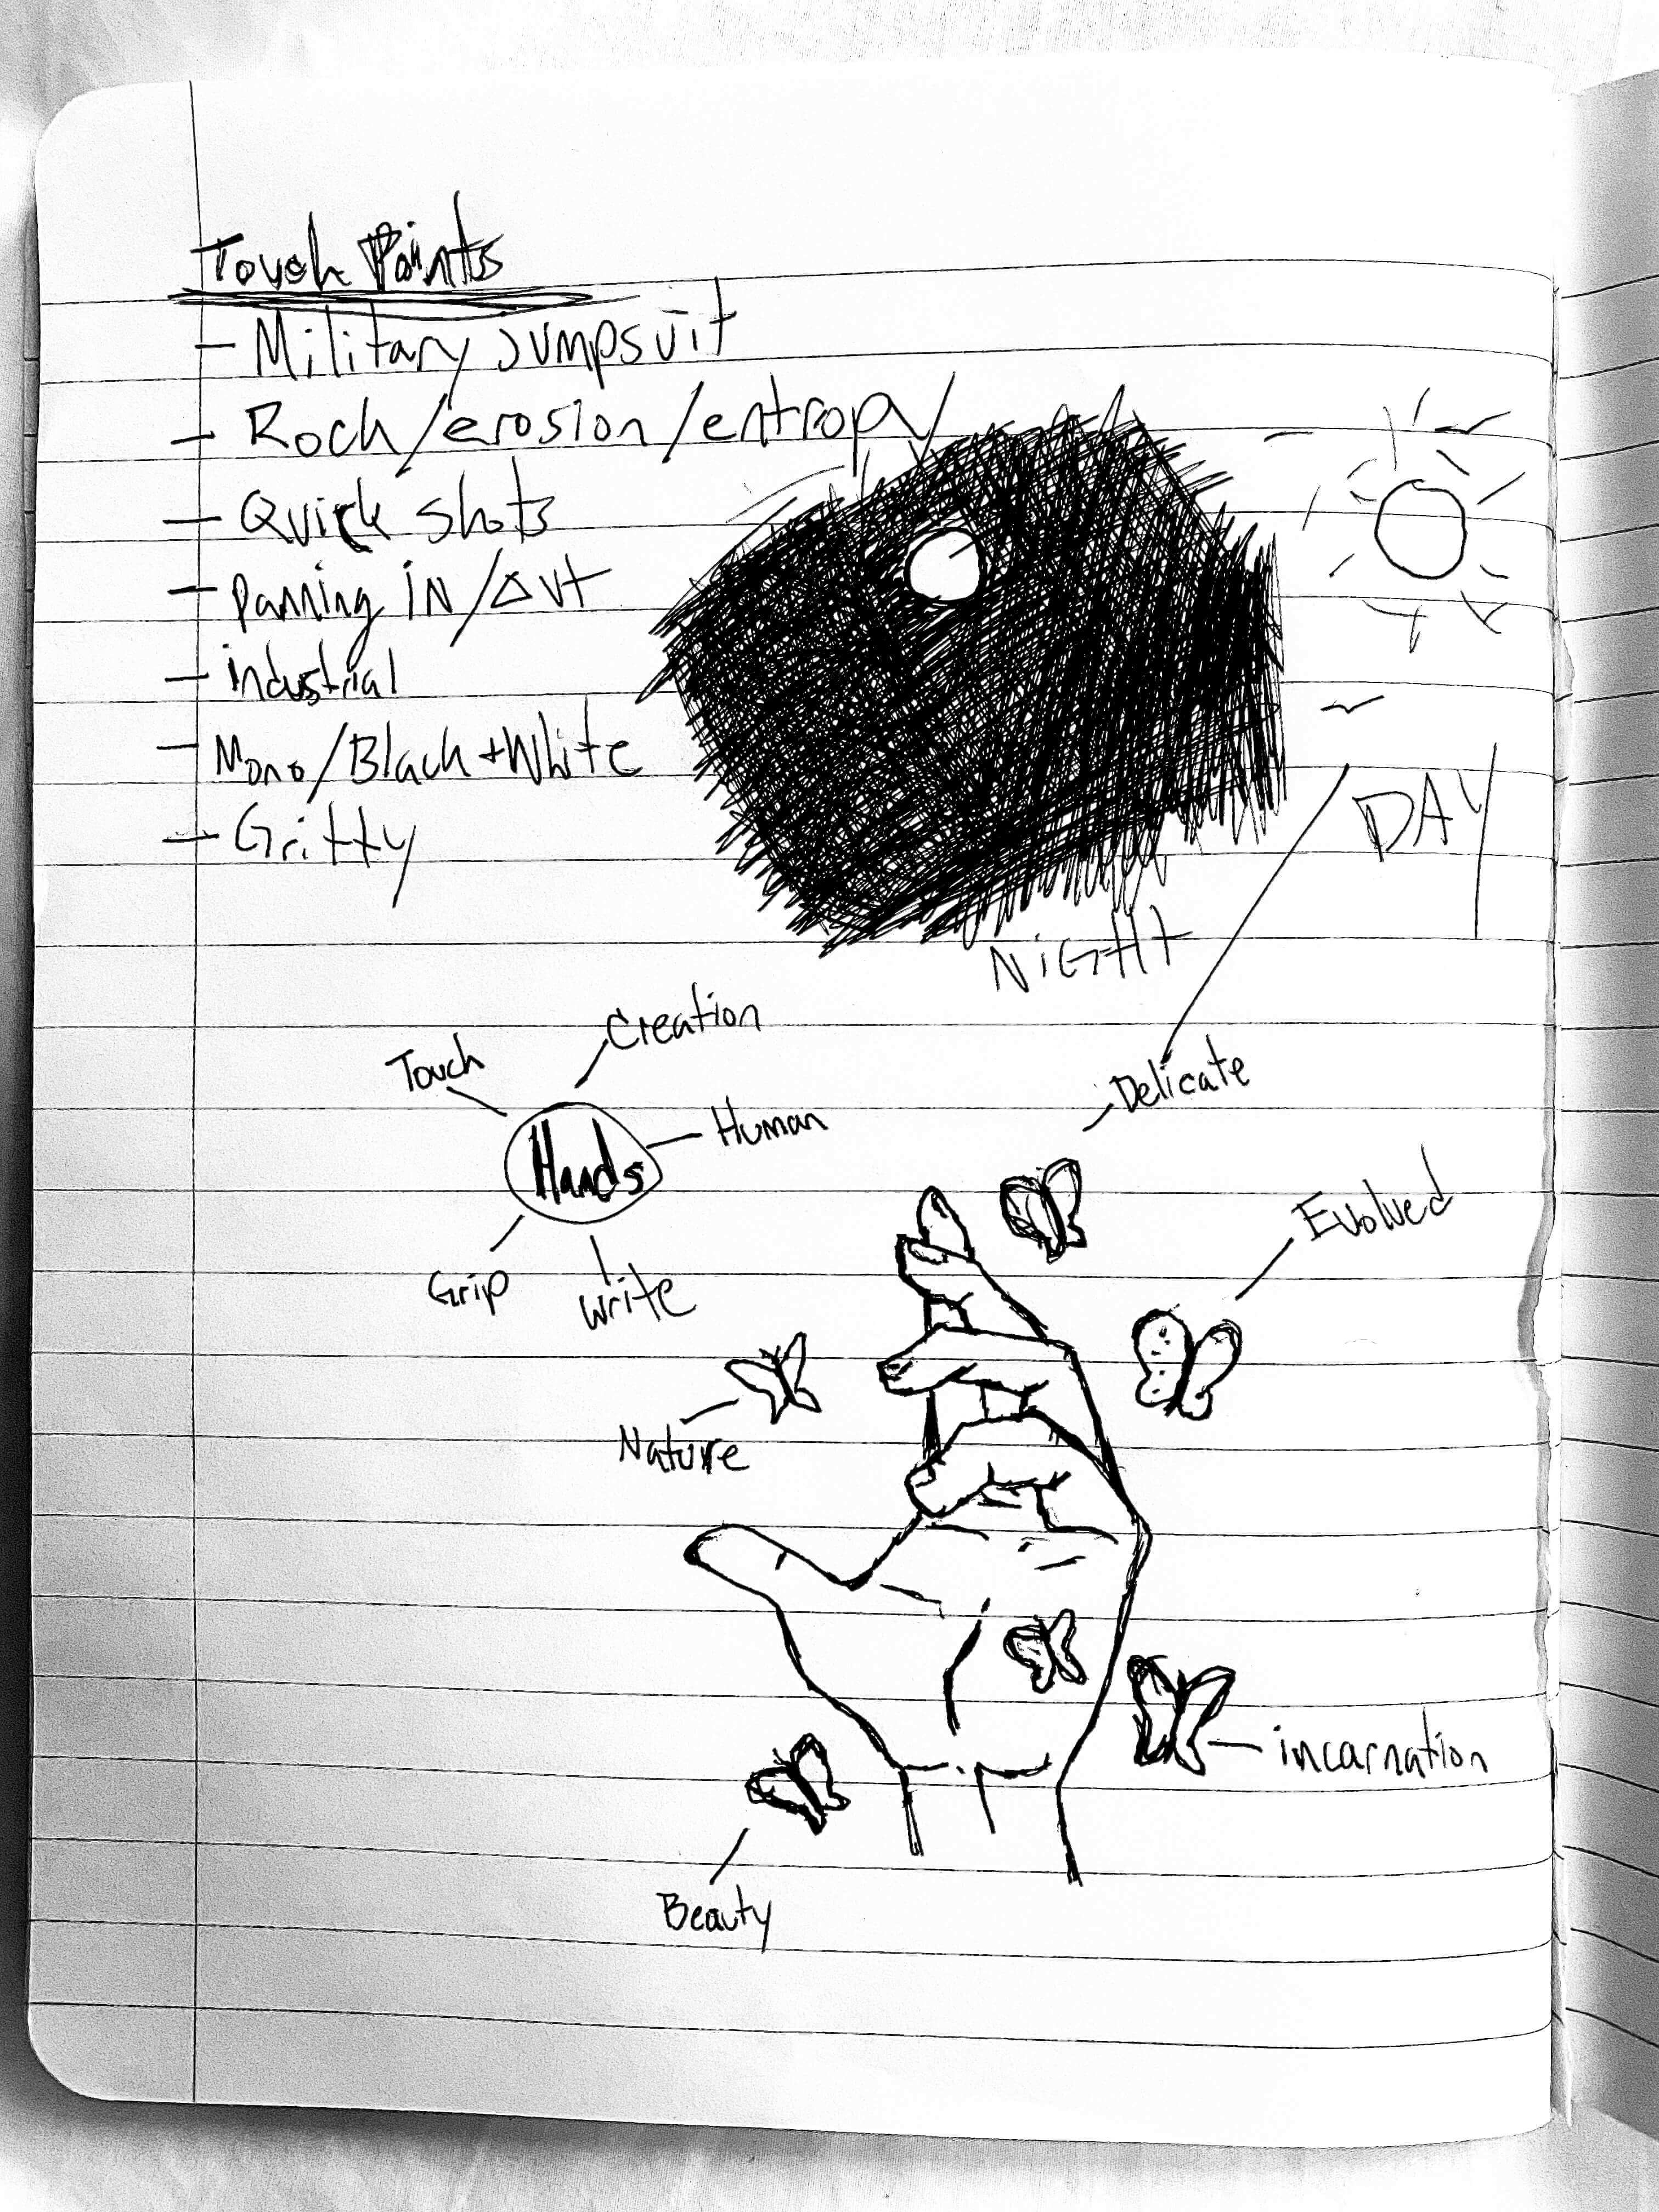 Touch Points
- Military jumpsuit
- Rock/erosion/entropy
- Quick shots
- Panning IN/OUt
- industrial
- Mono/Black+White
- Gritty
DAY
NiGHt
Creation
Touch
Delicate
Human
Hands
Evolved
Grip
write
Nature
incarnation
Beauty